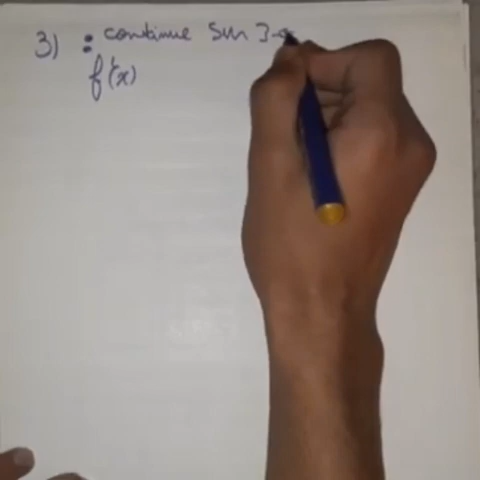 3) : continue sur ]-∞
f'(x)